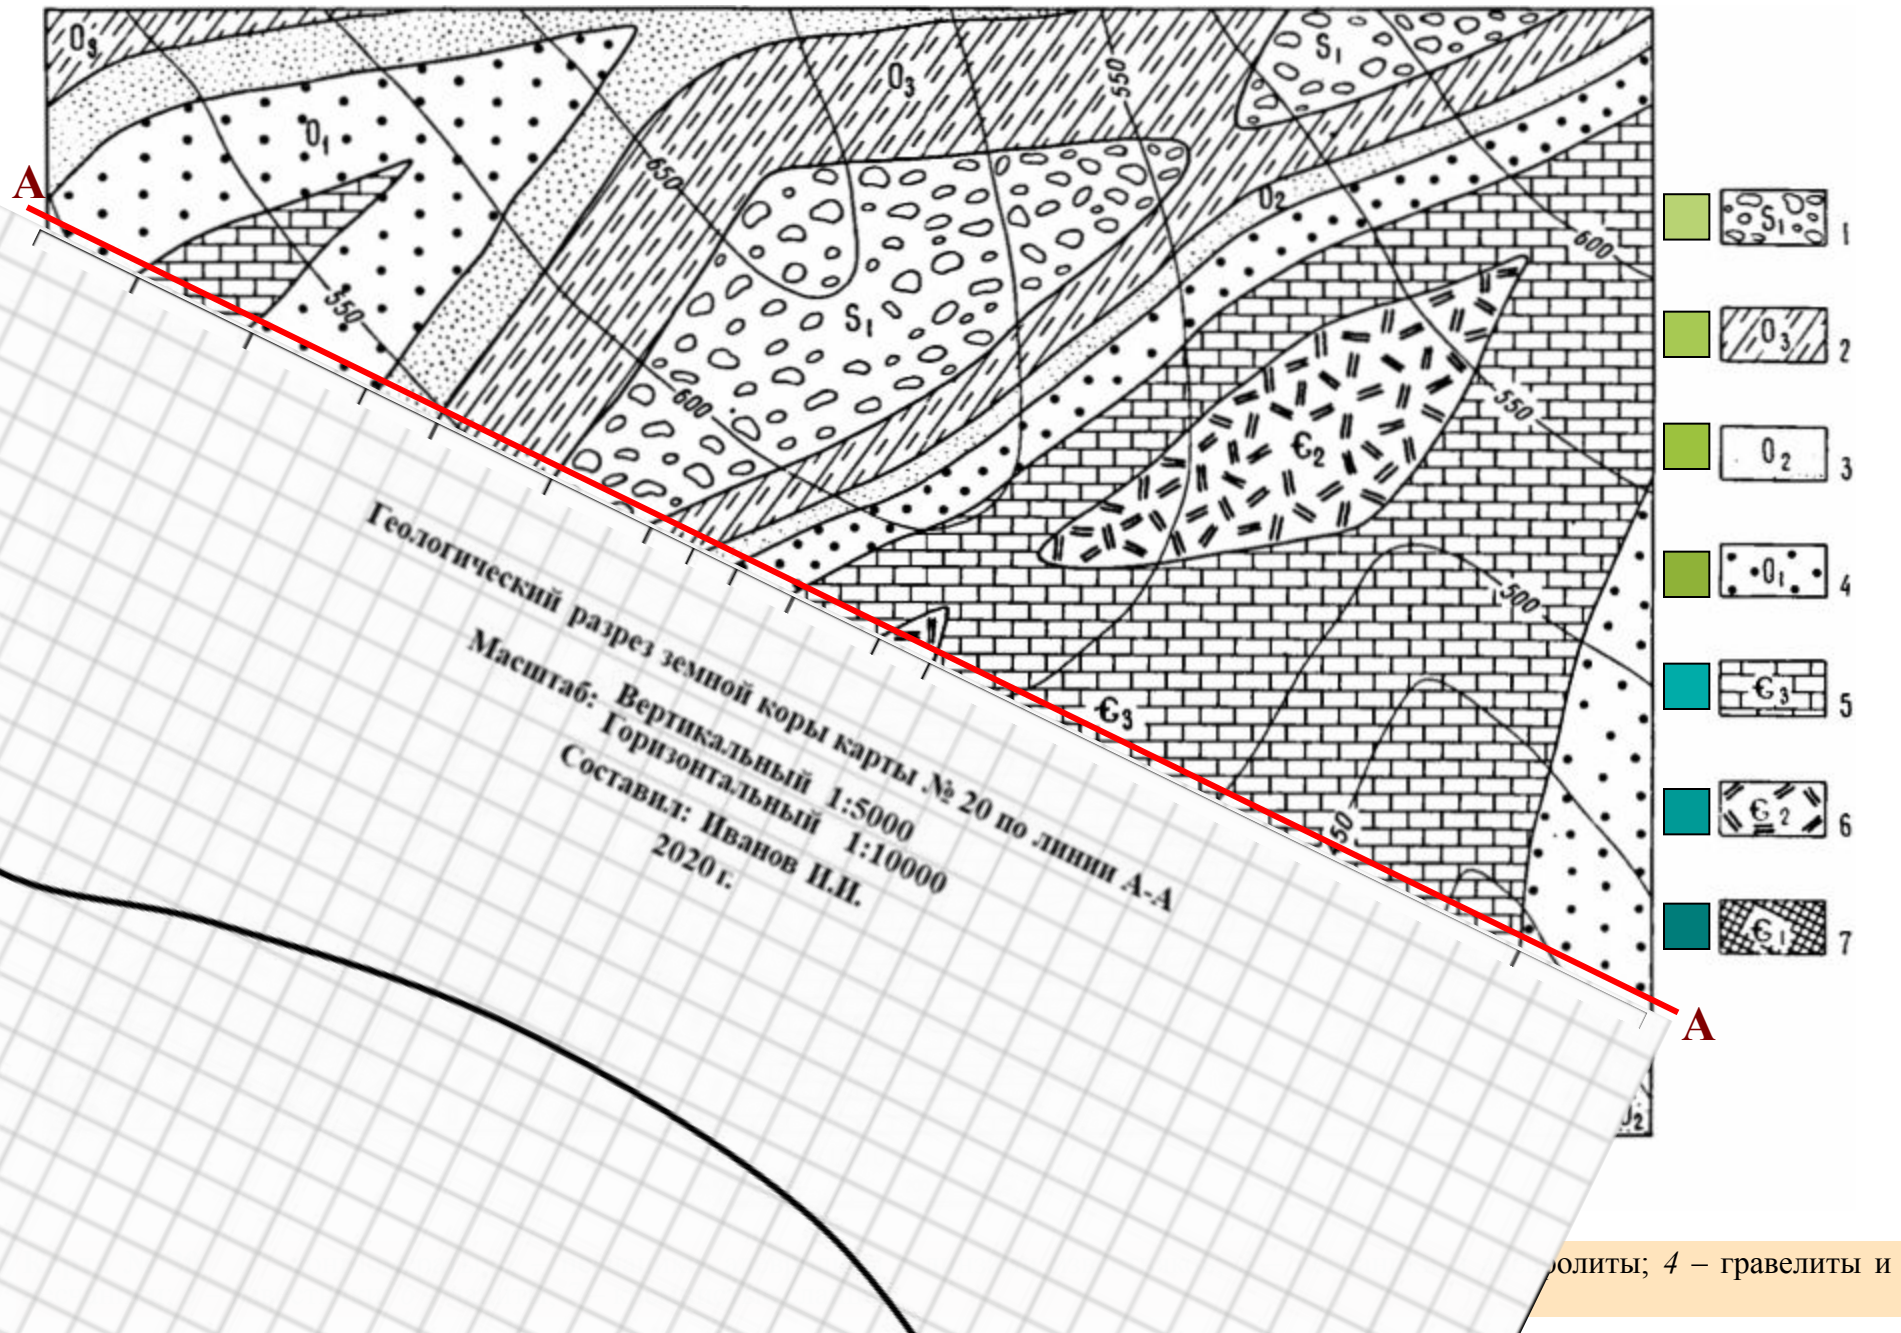 O3
O1
O3
550
S1
650
A
O2
600
S1 1
O3 2
550
S1
600
550
Є2
O2 3
O1 4
500
Є3 5
Є3
Є2 6
50
Є1 7
Геологический разрез земной коры карты № 20 по линии А-А
Масштаб: Вертикальный 1:5000
Горизонтальный 1:10000
Составил: Иванов И.И.
2020 г.
A
2
олиты; 4 – гравелиты и